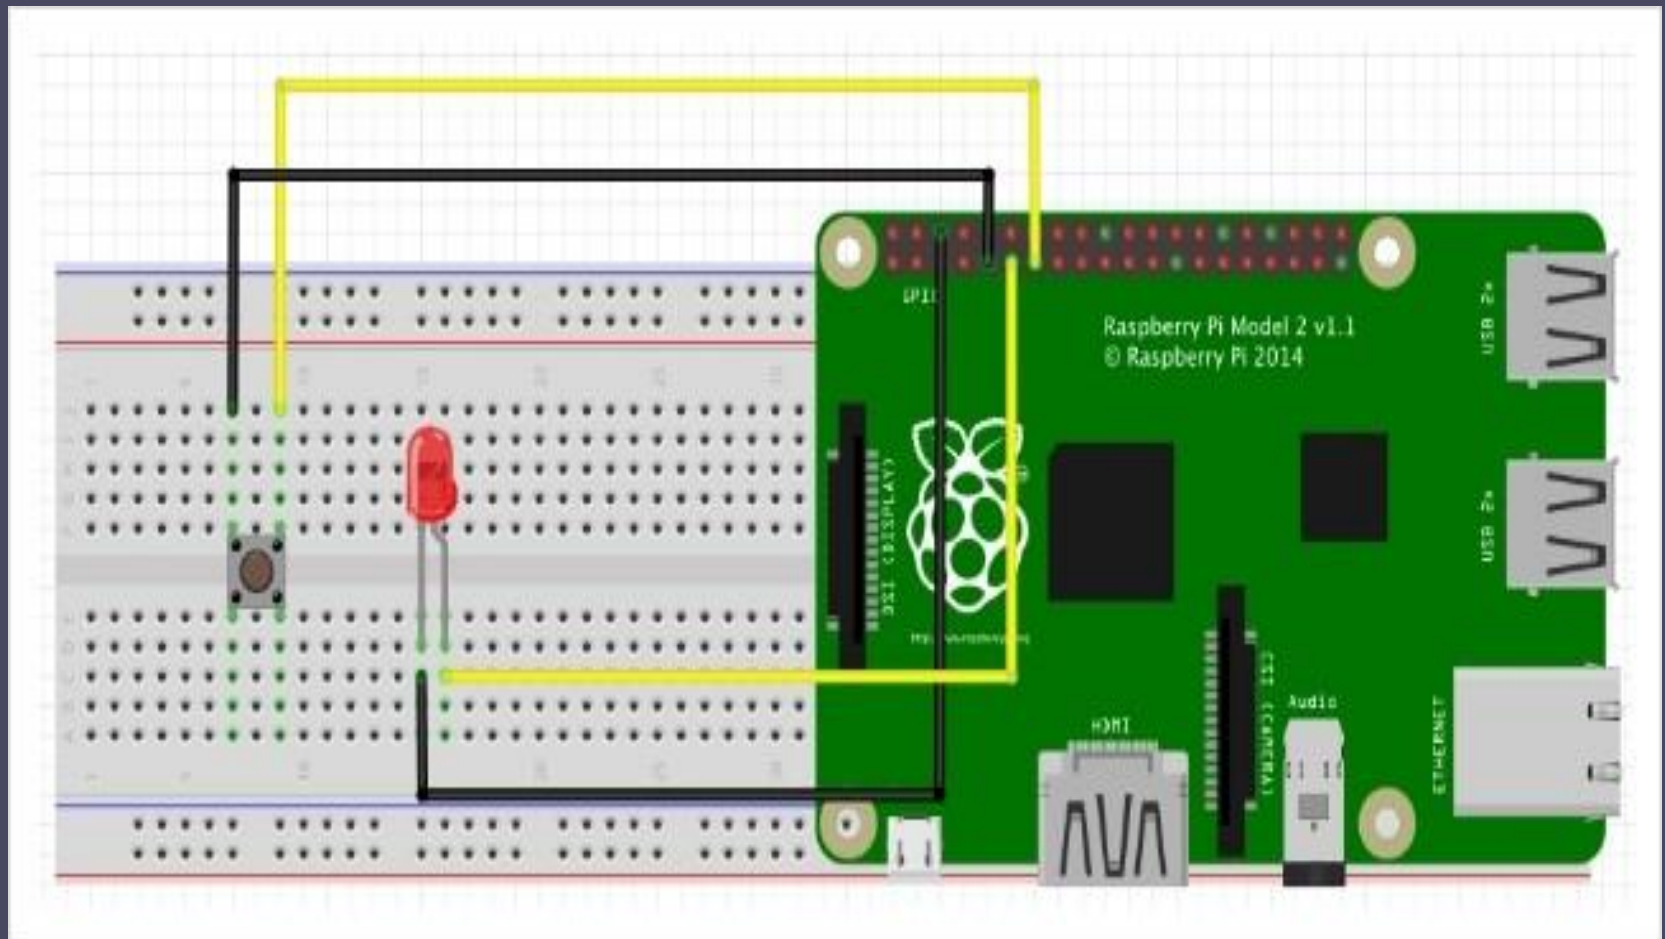 GPIO
Raspberry Pi Model 2 v1.1
© Raspberry Pi 2014
USB 2x
DSI (DISPLAY)
USB 2x
CSI (CAMERA)
Audio
HDMI
ETHERNET